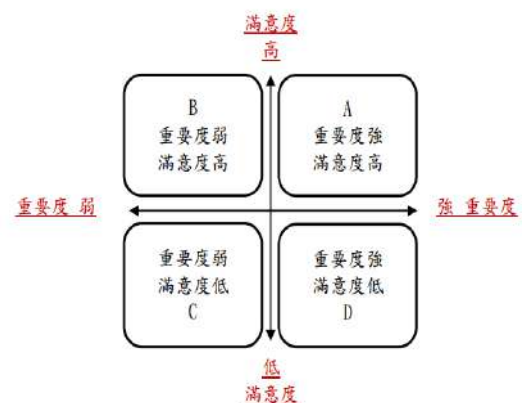 滿意度
高
B
重要度弱
滿意度高
A
重要度強
滿意度高
重要度 弱
強 重要度
重要度弱
滿意度低
C
重要度強
滿意度低
D
低
滿意度